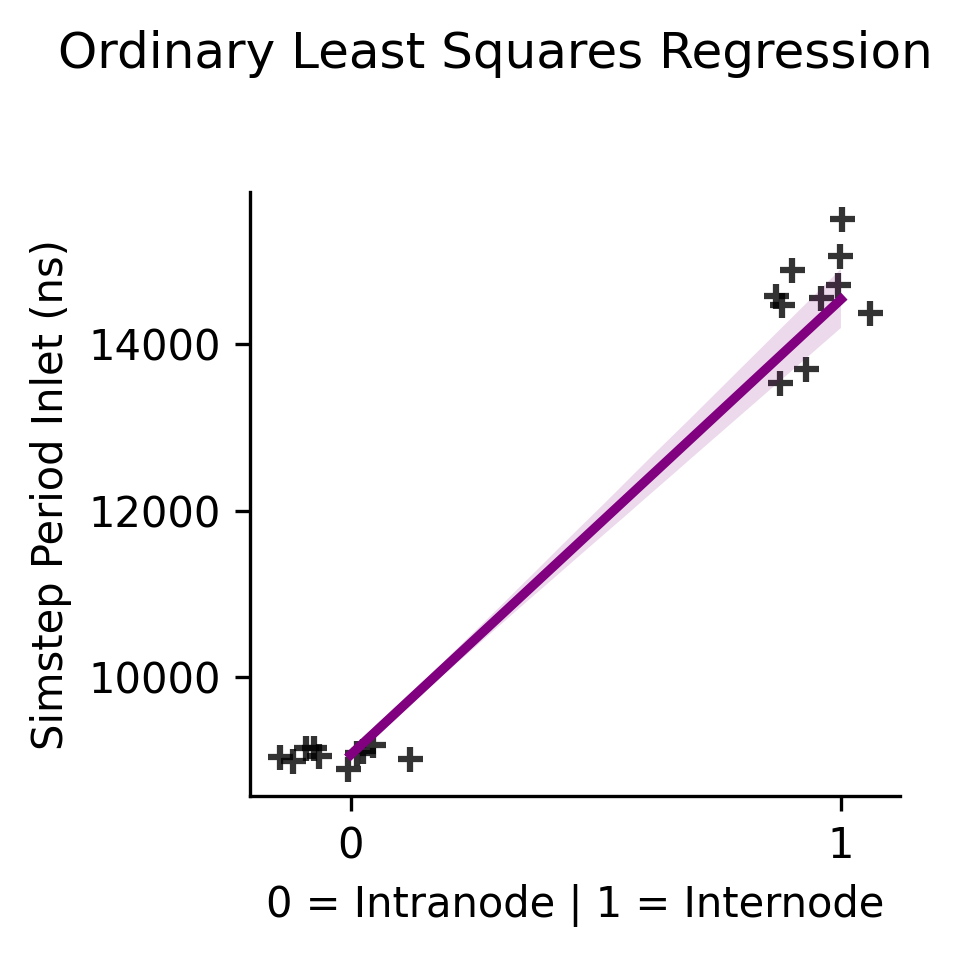 Ordinary Least Squares Regression
Simstep Period Inlet (ns)
14000
12000
10000
0
1
0 = Intranode | 1 = Internode